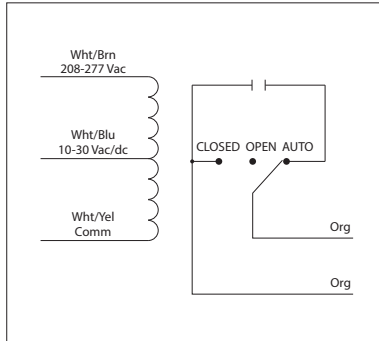 Wht/Brn
208-277 Vac
Wht/Blu
10-30 Vac/dc
CLOSED OPEN AUTO
Wht/Yel
Comm
Org
Org